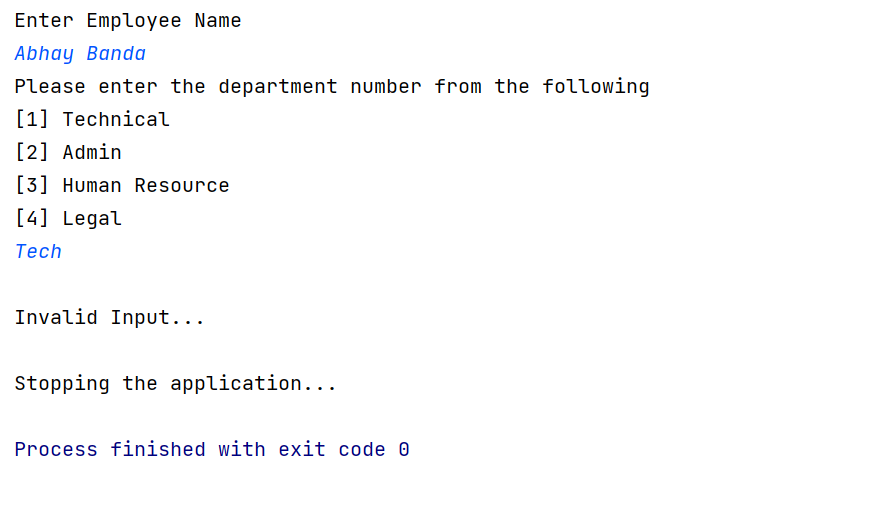 Enter Employee Name
Abhay Banda
Please enter the department number from the following
[1] Technical
[2] Admin
[3] Human Resource
[4] Legal
Tech
Invalid Input...
Stopping the application...
Process finished with exit code 0